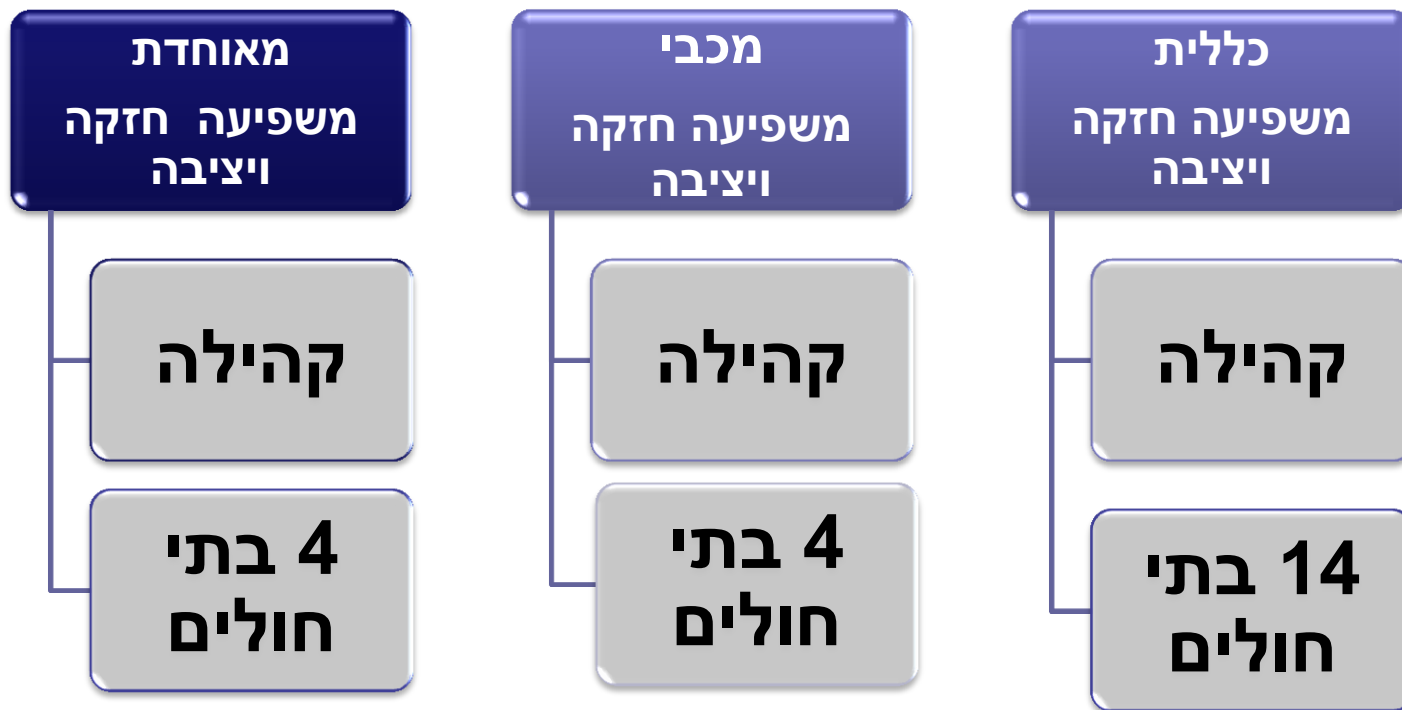 כללית
משפיעה חזקה
ויציבה
קהילה
14 בתי
חולים
מכבי
משפיעה חזקה
ויציבה
קהילה
4 בתי
חולים
מאוחדת
משפיעה חזקה
ויציבה
קהילה
4 בתי
חולים